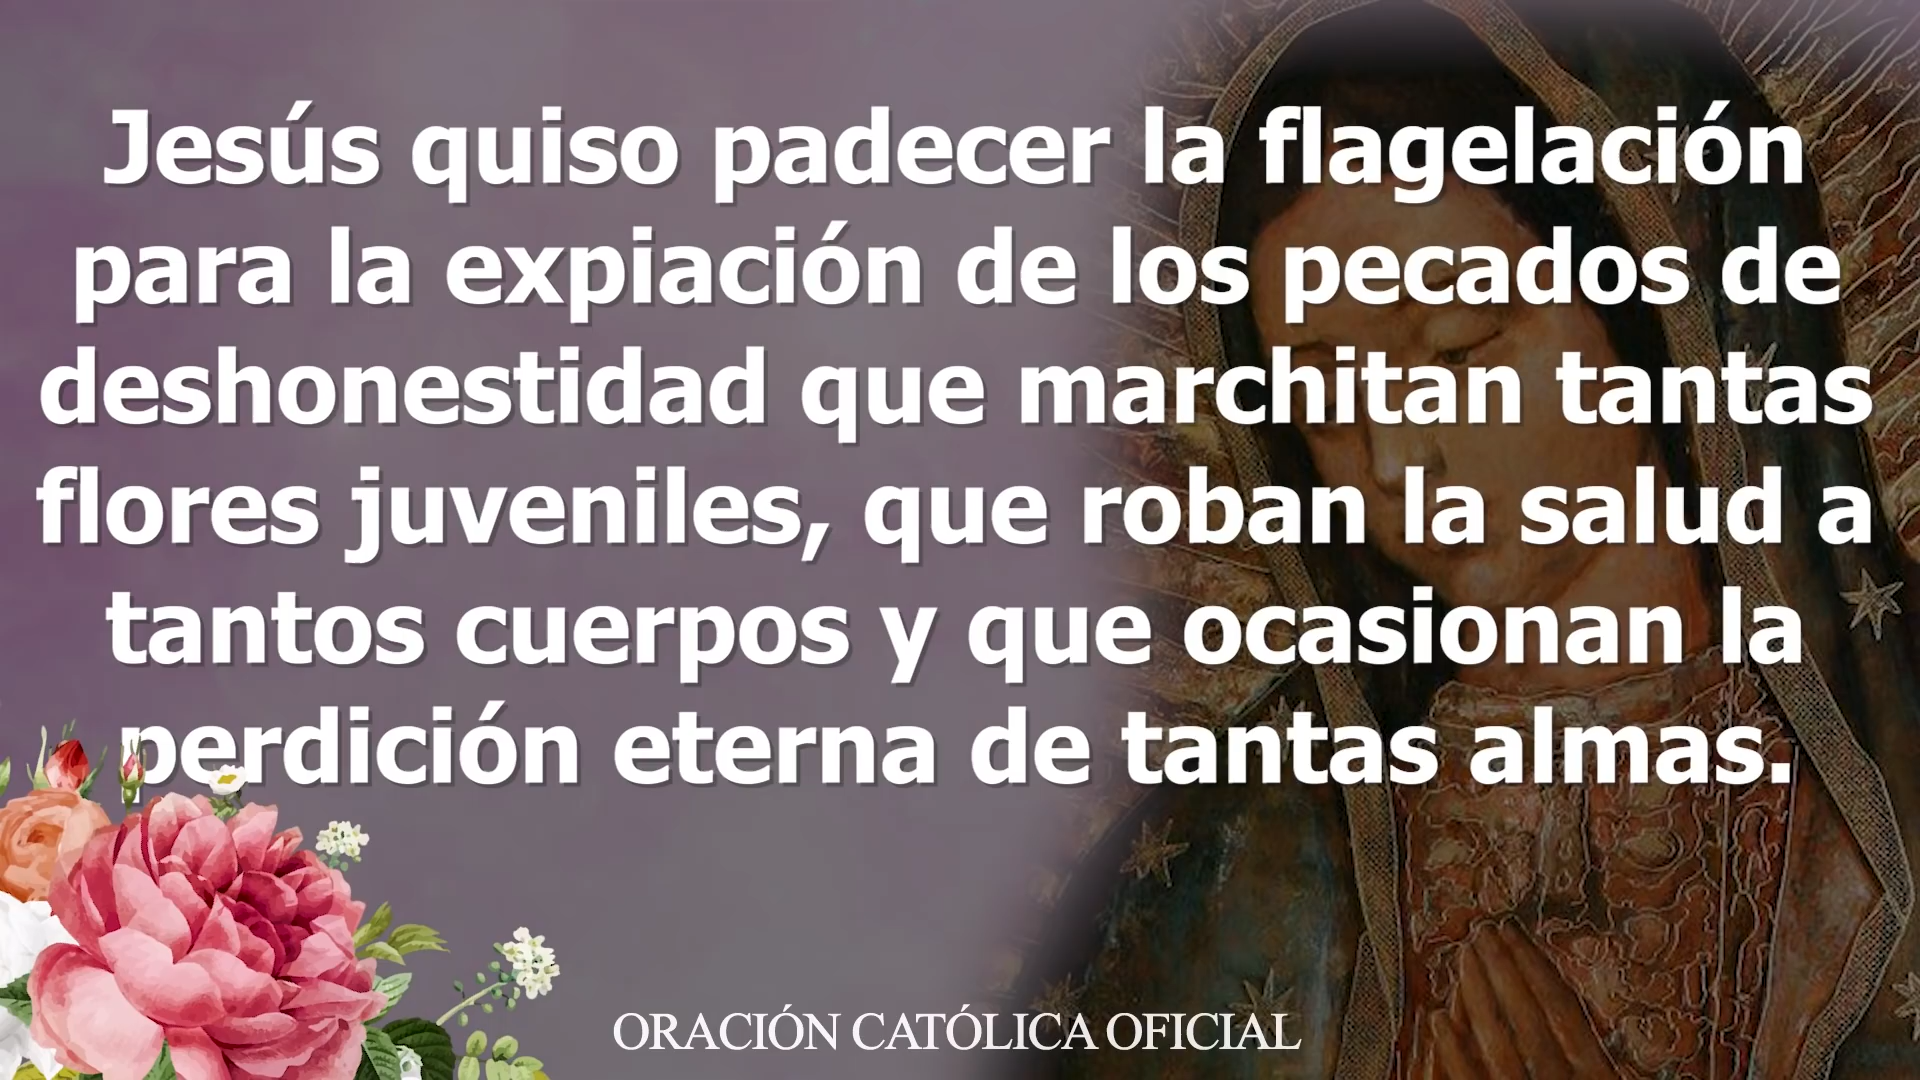 Jesús quiso padecer la flagelación
para la expiación de los pecados de
deshonestidad que marchitan tantas
flores juveniles, que roban la salud a
tantos cuerpos y que ocasionan la
perdición eterna de tantas almas.
ORACIÓN CATÓLICA OFICIAL